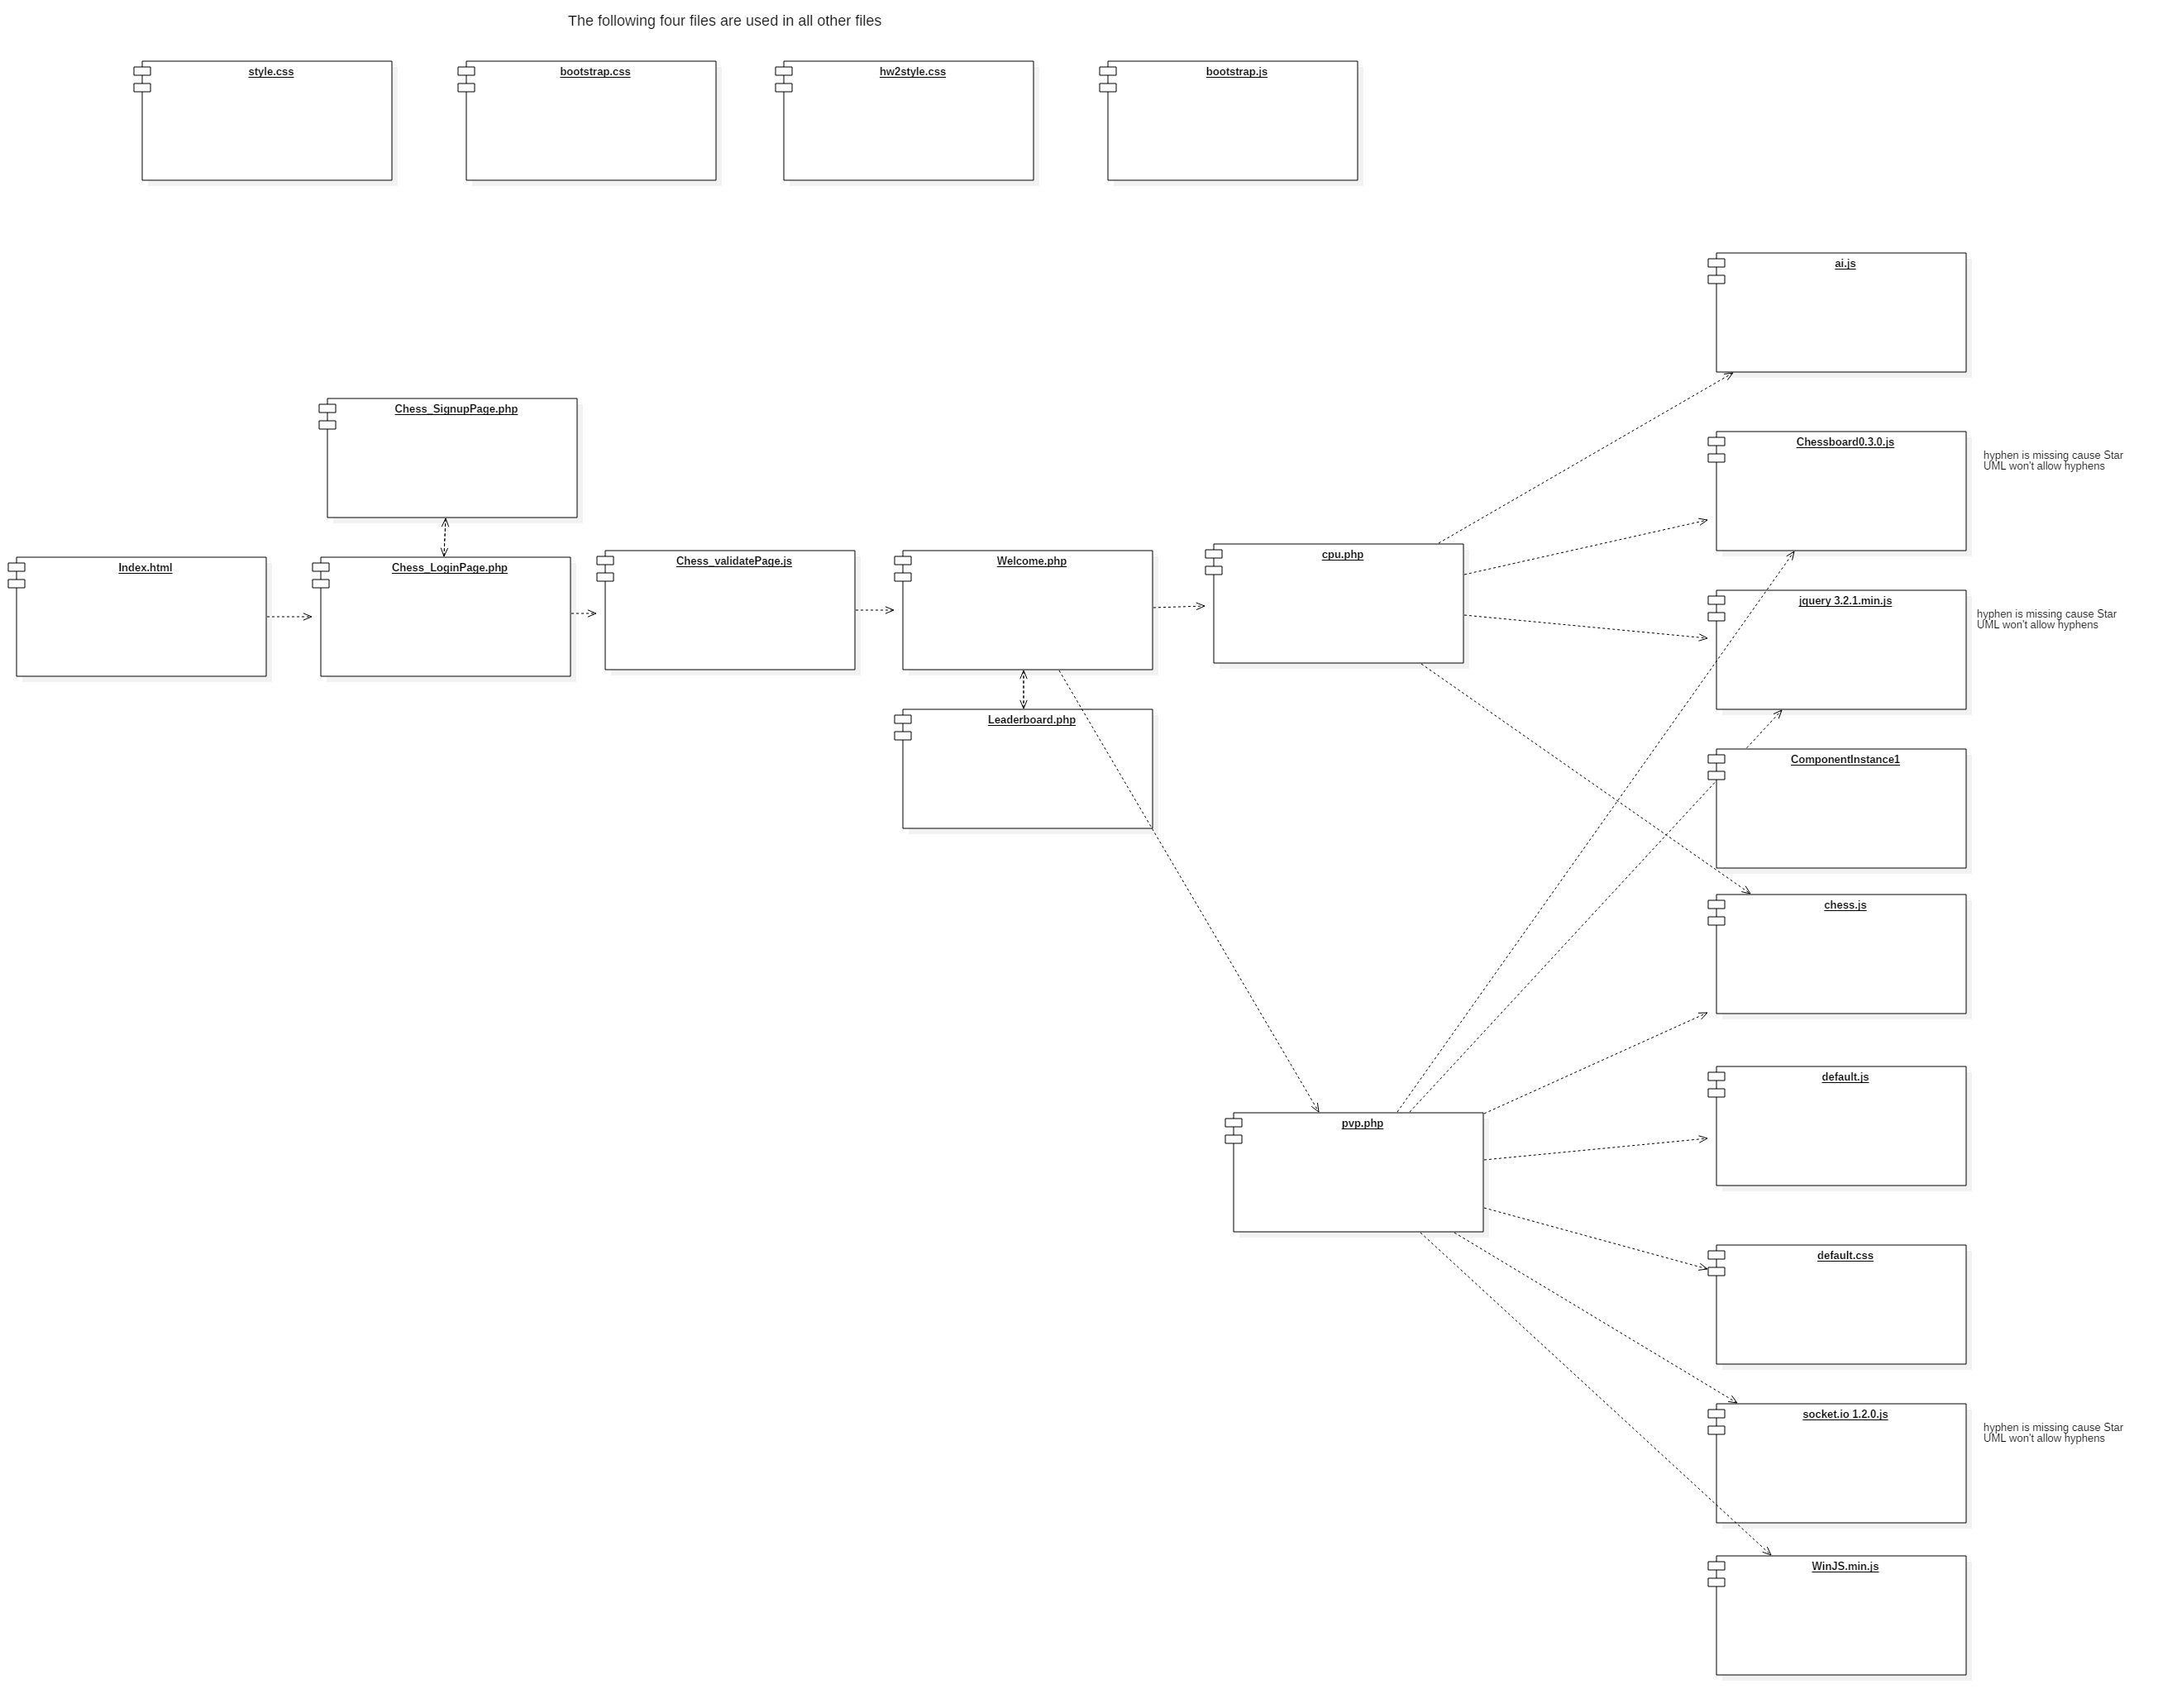 The following four files are used in all other files
style.css
bootstrap.css
hw2style.css
bootstrap.js
ai.js
Chess_SignupPage.php
Chessboard0.3.0.js
hyphen is missing cause Star
UML won't allow hyphens
Index.html
Chess_LoginPage.php
Chess_validatePage.js
Welcome.php
cpu.php
jquery 3.2.1.min.js
hyphen is missing cause Star
UML won't allow hyphens
Leaderboard.php
ComponentInstance1
chess.js
default.js
pvp.php
default.css
socket.io 1.2.0.js
hyphen is missing cause Star
UML won't allow hyphens
WinJS.min.js